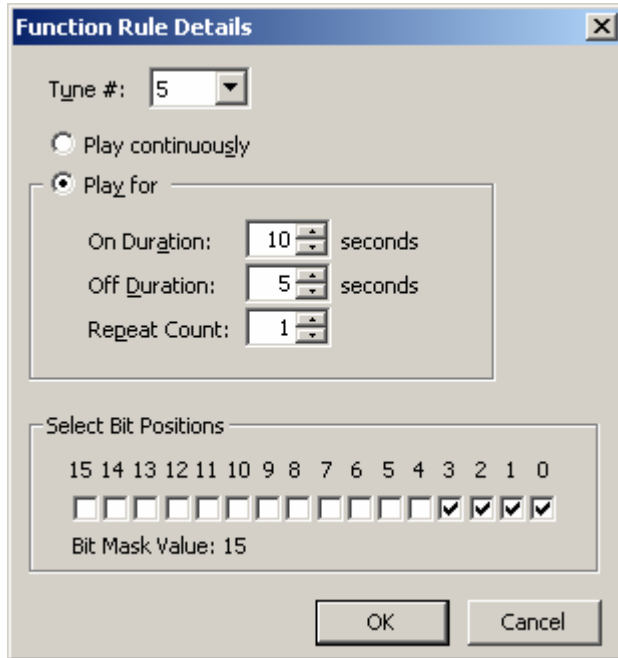 Function Rule Details
Tune #: 5
Play continuously
Play for
On Duration: 10 seconds
Off Duration: 5 seconds
Repeat Count: 1
Select Bit Positions
15 14 13 12 11 10 9 8 7 6 5 4 3 2 1 0
Bit Mask Value: 15
OK Cancel